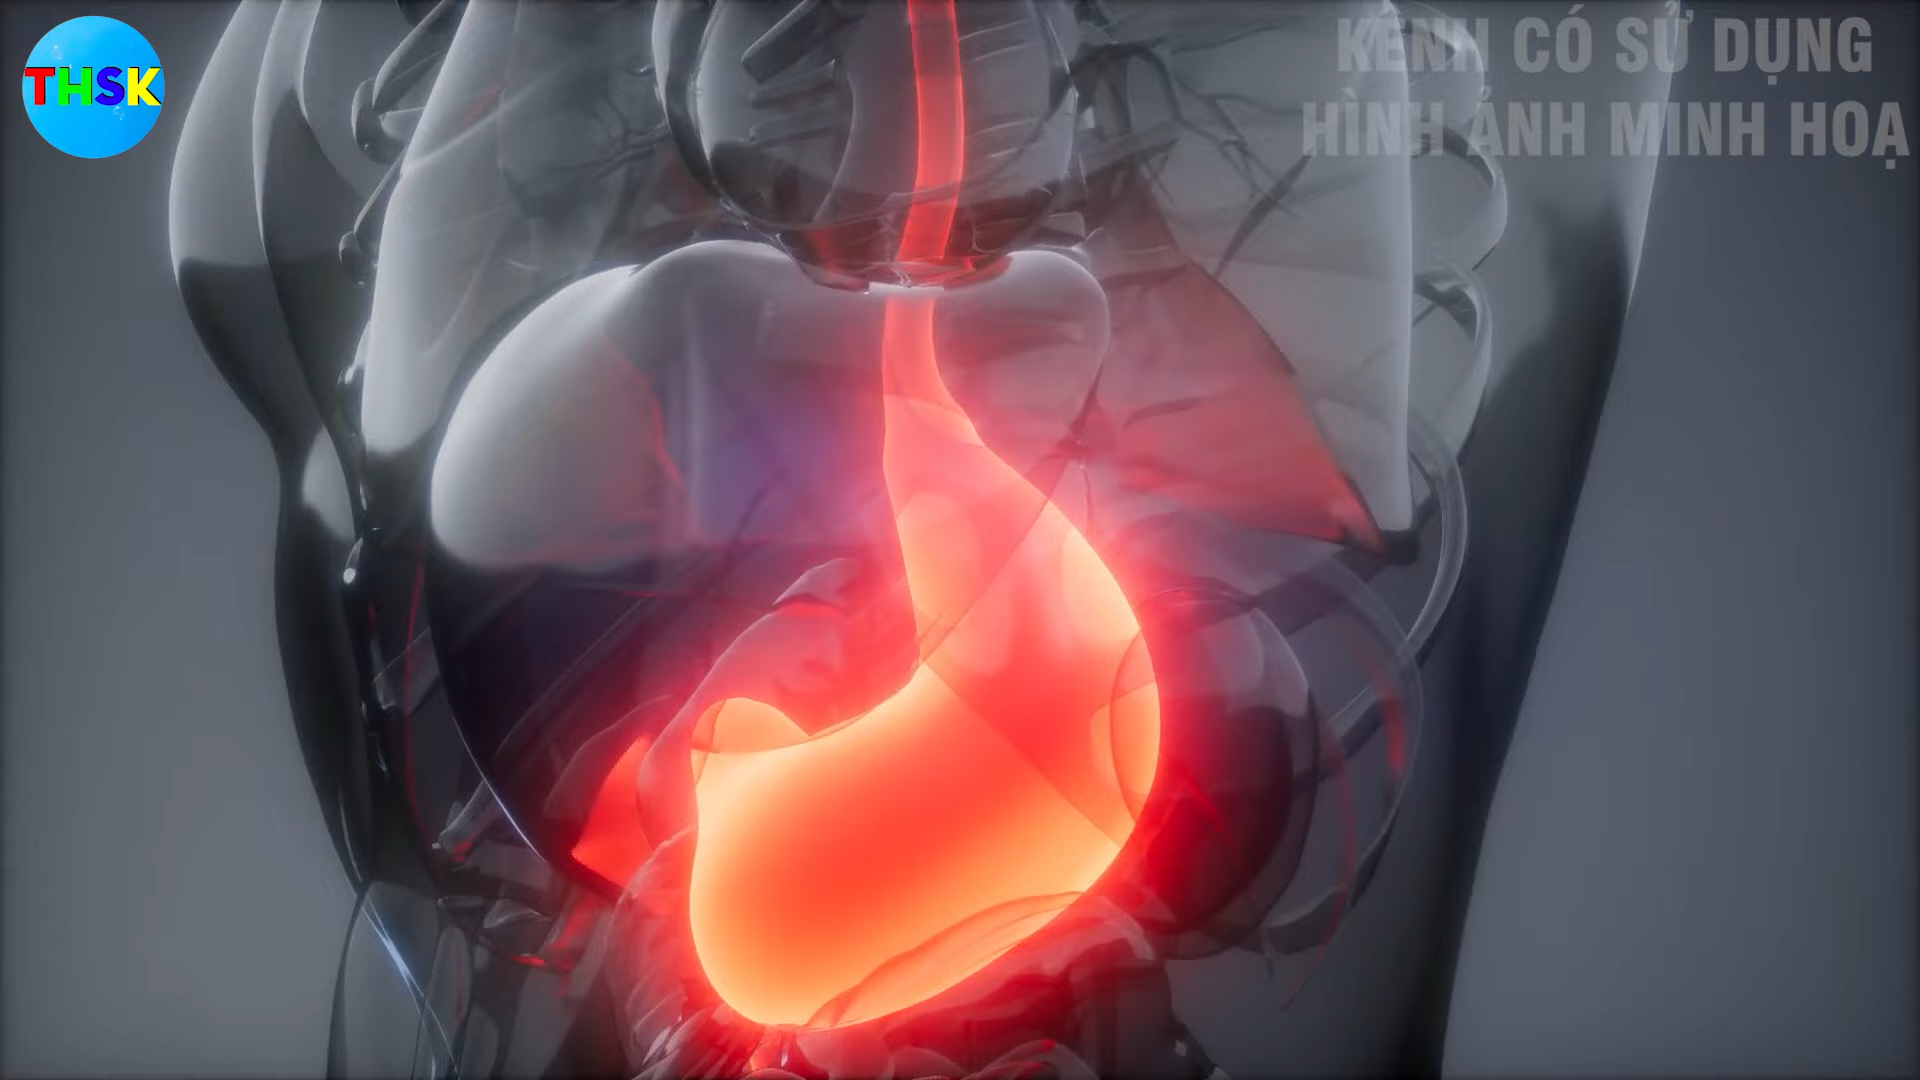 THSK
KÊNH CÓ SỬ DỤNG
HÌNH ẢNH MINH HOẠ